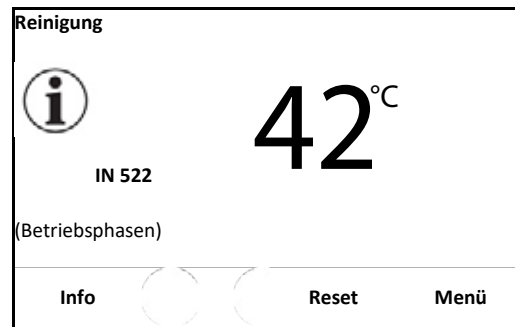 Reinigung
42 °C
IN 522
(Betriebsphasen)
Info Reset Menü